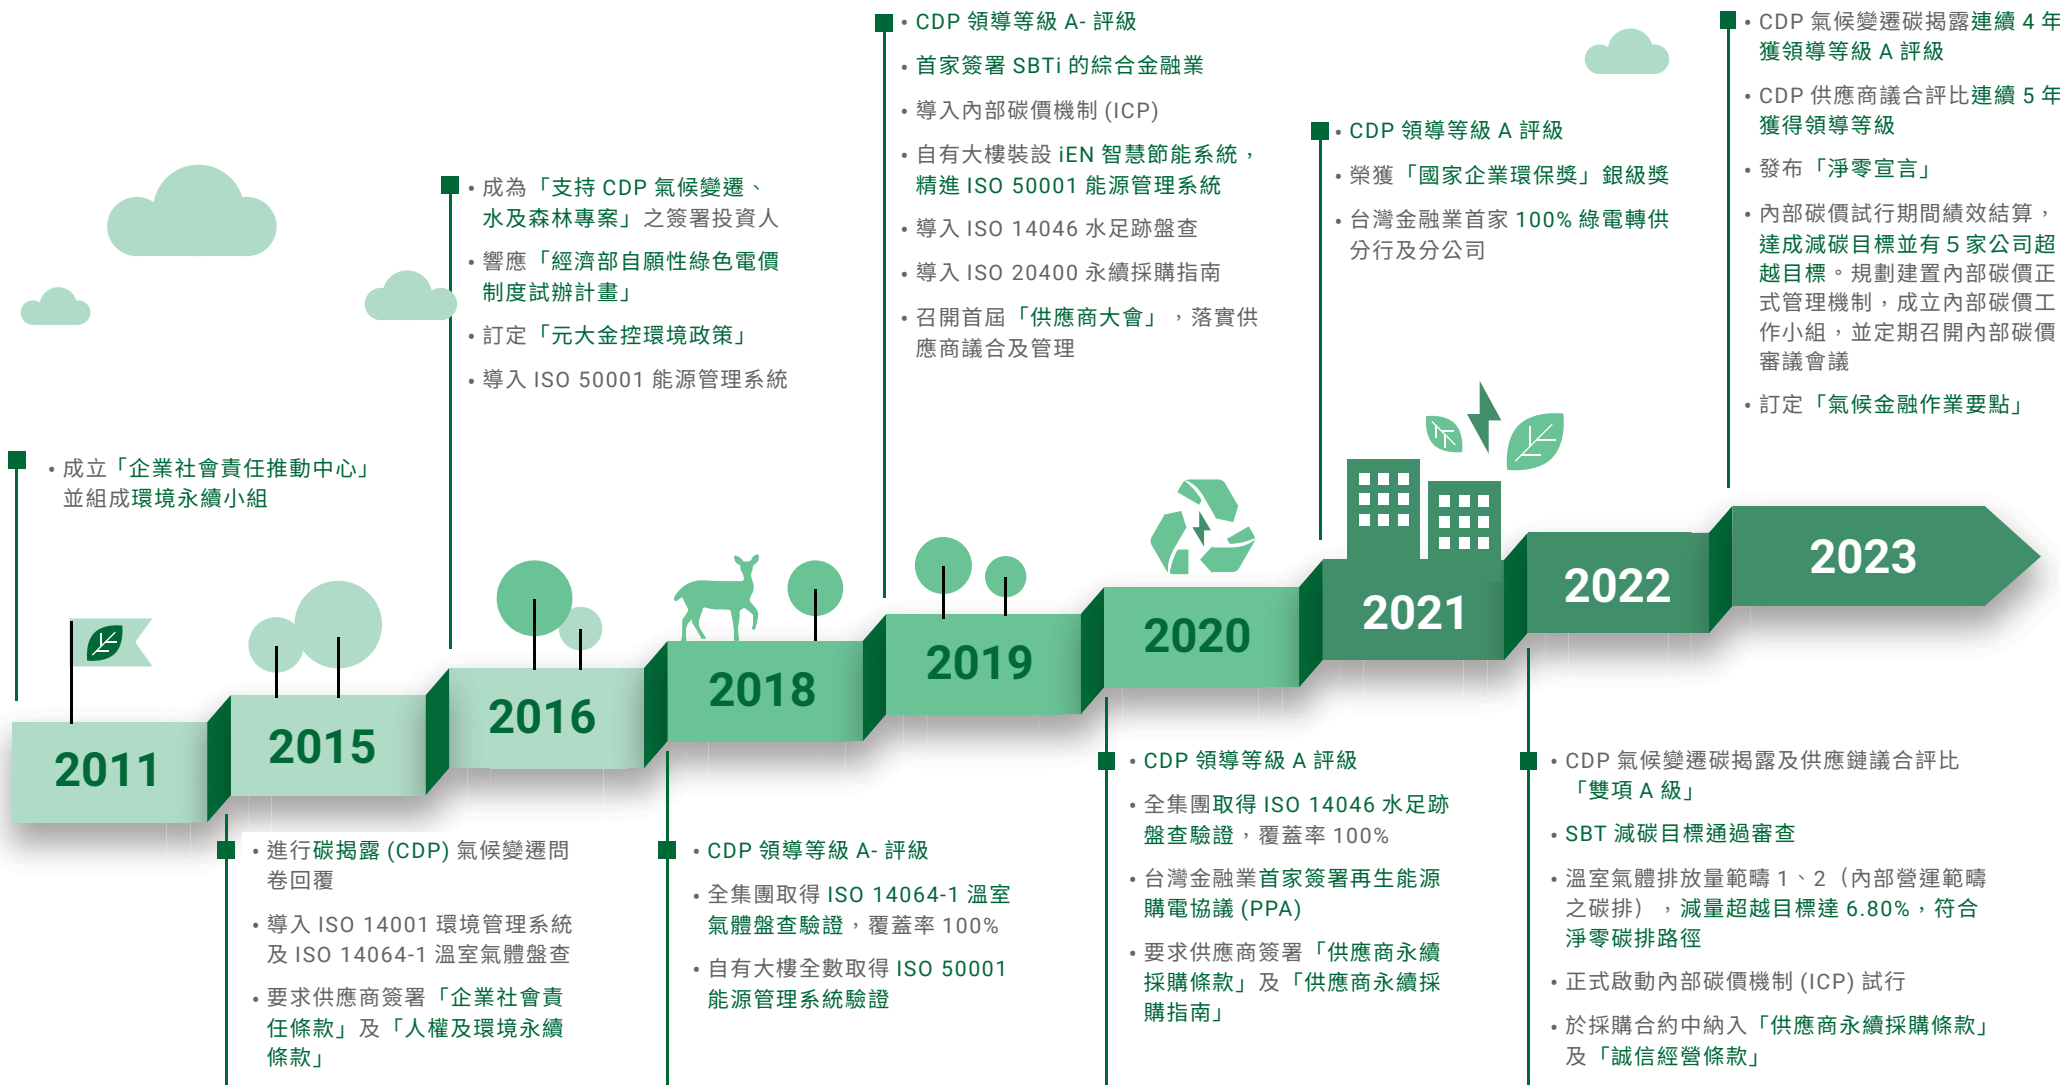 2011
• 成立「企業社會責任推動中心」
並組成環境永續小組
2015
• 進行碳揭露 (CDP) 氣候變遷問
卷回覆
• 導入 ISO 14001 環境管理系統
及 ISO 14064-1 溫室氣體盤查
• 要求供應商簽署「企業社會責
任條款」及「人權及環境永續
條款」
2016
• 成為「支持 CDP 氣候變遷、
水及森林專案」之簽署投資人
• 響應「經濟部自願性綠色電價
制度試辦計畫」
• 訂定「元大金控環境政策」
• 導入 ISO 50001 能源管理系統
2018
• CDP 領導等級 A- 評級
• 全集團取得 ISO 14064-1 溫室
氣體盤查驗證，覆蓋率 100%
• 自有大樓全數取得 ISO 50001
能源管理系統驗證
2019
• CDP 領導等級 A- 評級
• 首家簽署 SBTi 的綜合金融業
• 導入內部碳價機制 (ICP)
• 自有大樓裝設 iEN 智慧節能系統，
精進 ISO 50001 能源管理系統
• 導入 ISO 14046 水足跡盤查
• 導入 ISO 20400 永續採購指南
• 召開首屆「供應商大會」，落實供
應商議合及管理
2020
• CDP 領導等級 A 評級
• 全集團取得 ISO 14046 水足跡
盤查驗證，覆蓋率 100%
• 台灣金融業首家簽署再生能源
購電協議 (PPA)
• 要求供應商簽署「供應商永續
採購條款」及「供應商永續採
購指南」
2021
• CDP 領導等級 A 評級
• 榮獲「國家企業環保獎」銀級獎
• 台灣金融業首家 100% 綠電轉供
分行及分公司
2022
• CDP 氣候變遷碳揭露及供應鏈議合評比
「雙項 A 級」
• SBT 減碳目標通過審查
• 溫室氣體排放量範疇 1、2（內部營運範疇
之碳排），減量超越目標達 6.80%，符合
淨零碳排路徑
• 正式啟動內部碳價機制 (ICP) 試行
• 於採購合約中納入「供應商永續採購條款」
及「誠信經營條款」
2023
• CDP 氣候變遷碳揭露連續 4 年
獲領導等級 A 評級
• CDP 供應商議合評比連續 5 年
獲得領導等級
• 發布「淨零宣言」
• 內部碳價試行期間績效結算，
達成減碳目標並有 5 家公司超
越目標。規劃建置內部碳價正
式管理機制，成立內部碳價工
作小組，並定期召開內部碳價
審議會議
• 訂定「氣候金融作業要點」